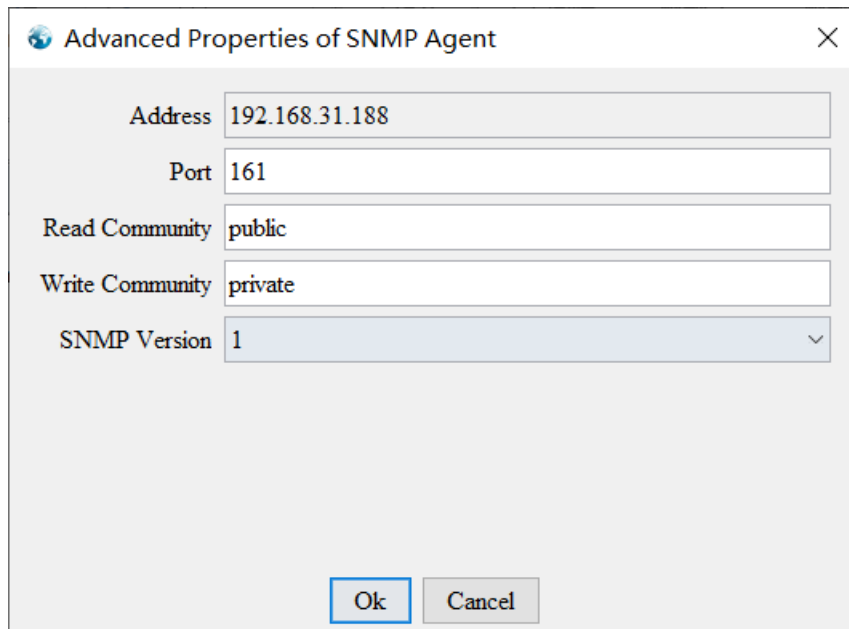 Advanced Properties of SNMP Agent
Address 192.168.31.188
Port 161
Read Community public
Write Community private
SNMP Version 1
Ok Cancel